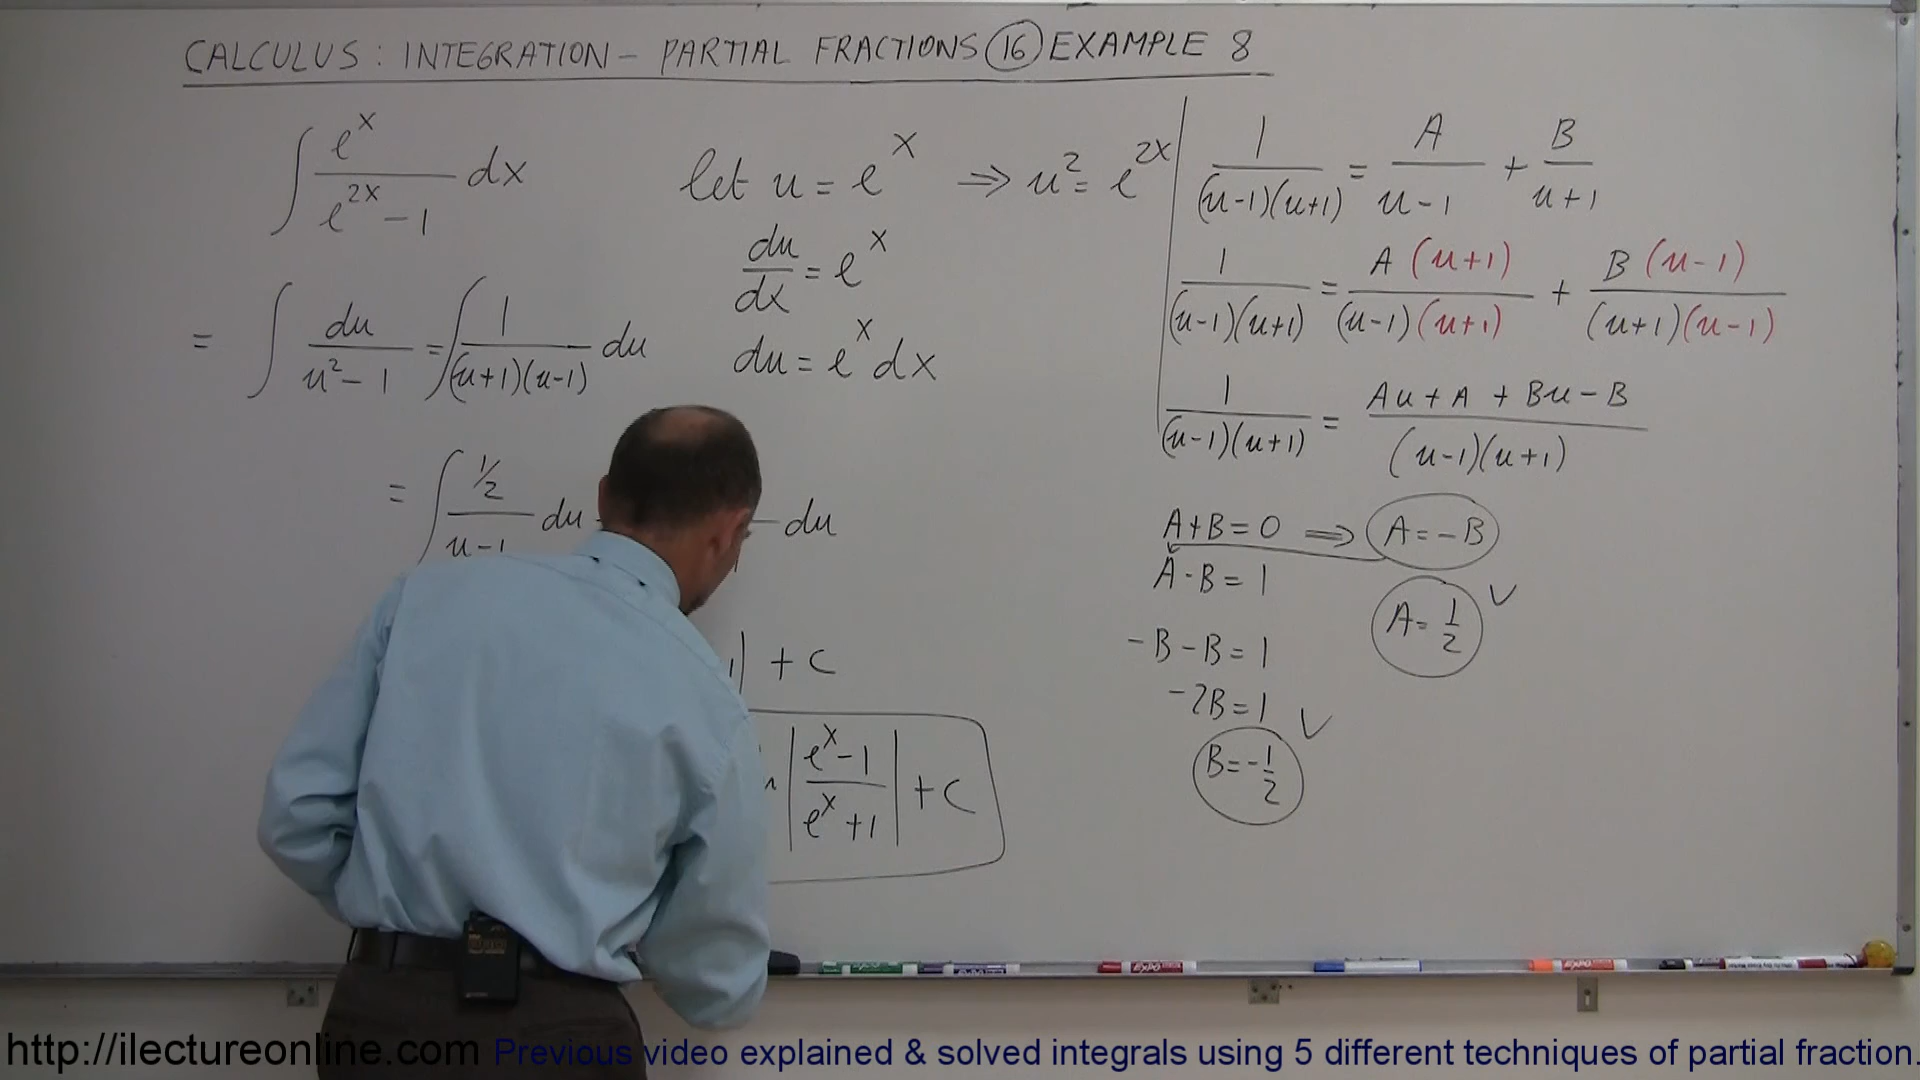 CALCULUS: INTEGRATION - PARTIAL FRACTIONS (16) EXAMPLE 8
∫ e^x / (e^2x - 1) dx
= ∫ du / (u² - 1) = ∫ 1 / ((u+1)(u-1)) du
= ∫ 1/2 / (u-1) du du
1| + C
| (e^x - 1) / (e^x + 1) | + C
let u = e^x ⇒ u² = e^2x
du/dx = e^x
du = e^x dx
1 / ((u-1)(u+1)) = A / (u-1) + B / (u+1)
1 / ((u-1)(u+1)) = A(u+1) / ((u-1)(u+1)) + B(u-1) / ((u+1)(u-1))
1 / ((u-1)(u+1)) = (Au + A + Bu - B) / ((u-1)(u+1))
A+B=0 ⇒ A=-B
A-B=1
A=1/2 ✓
-B-B=1
-2B=1
B=-1/2 ✓
http://ilectureonline.com Previous video explained & solved integrals using 5 different techniques of partial fraction.